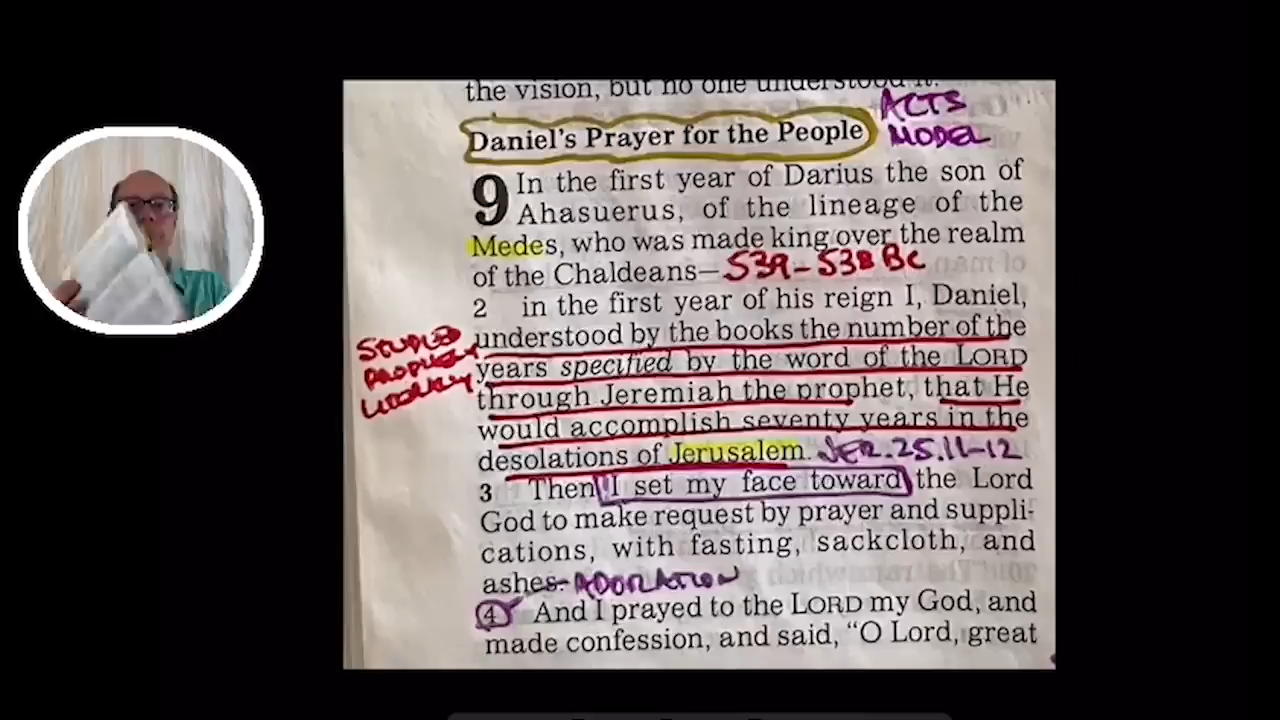 the vision, but no one understood it.
ACTS
Daniel's Prayer for the People
MODEL
9 In the first year of Darius the son of
Ahasuerus, of the lineage of the
Medes, who was made king over the realm
of the Chaldeans— 539-538 BC
2 in the first year of his reign I, Daniel,
STUDIED
understood by the books the number of the
PROPHECY
years specified by the word of the LORD
LITERALLY
through Jeremiah the prophet, that He
would accomplish seventy years in the
desolations of Jerusalem. JER. 25.11-12
3 Then I set my face toward the Lord
God to make request by prayer and suppli-
cations, with fasting, sackcloth, and
ashes. ADORATION
4 And I prayed to the LORD my God, and
made confession, and said, “O Lord, great